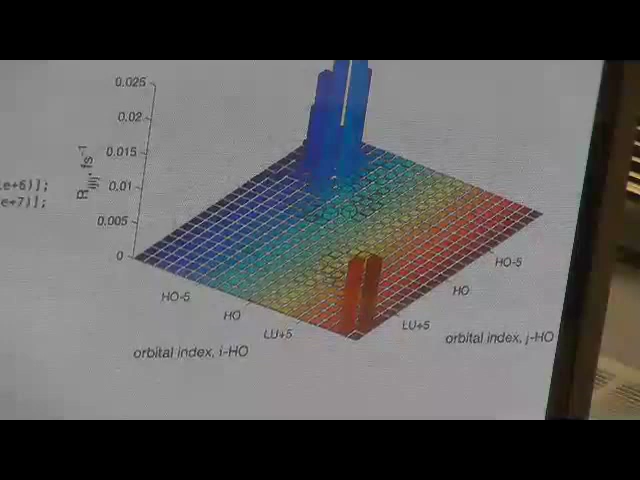 0.025
0.02
0.015
0.01
0.005
0
R_ijij, fs⁻¹
e+6)];
e+7)];
HO-5
HO
LU+5
orbital index, i-HO
LU+5
HO
HO-5
orbital index, j-HO